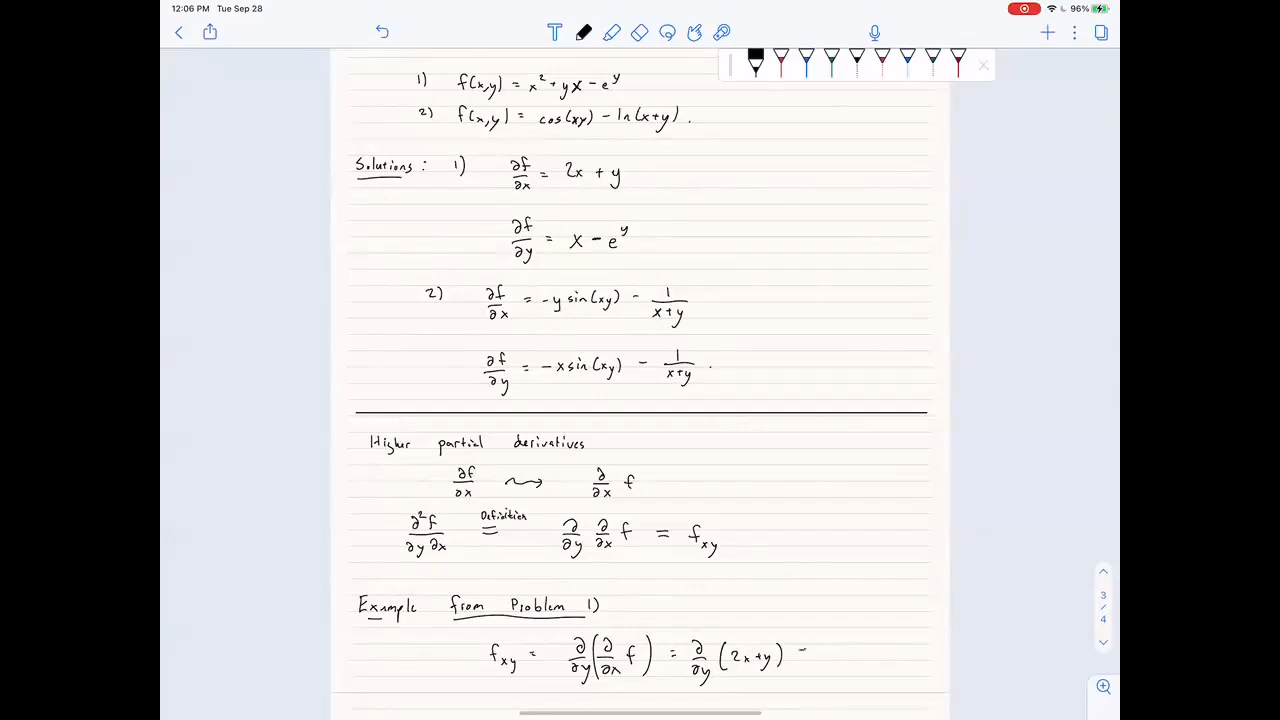 12:06 PM Tue Sep 28
96%
1) f(x,y) = x² + yx - e^y
2) f(x,y) = cos(xy) - ln(x+y).
Solutions: 1) ∂f/∂x = 2x + y
∂f/∂y = x - e^y
2) ∂f/∂x = -y sin(xy) - 1/(x+y)
∂f/∂y = -x sin(xy) - 1/(x+y).
Higher partial derivatives
∂f/∂x ⤳ ∂/∂x f
∂²f/∂y∂x = Definition ∂/∂y ∂/∂x f = f_xy
Example from Problem 1)
f_xy = ∂/∂y (∂/∂x f) = ∂/∂y (2x+y) -
3 / 4